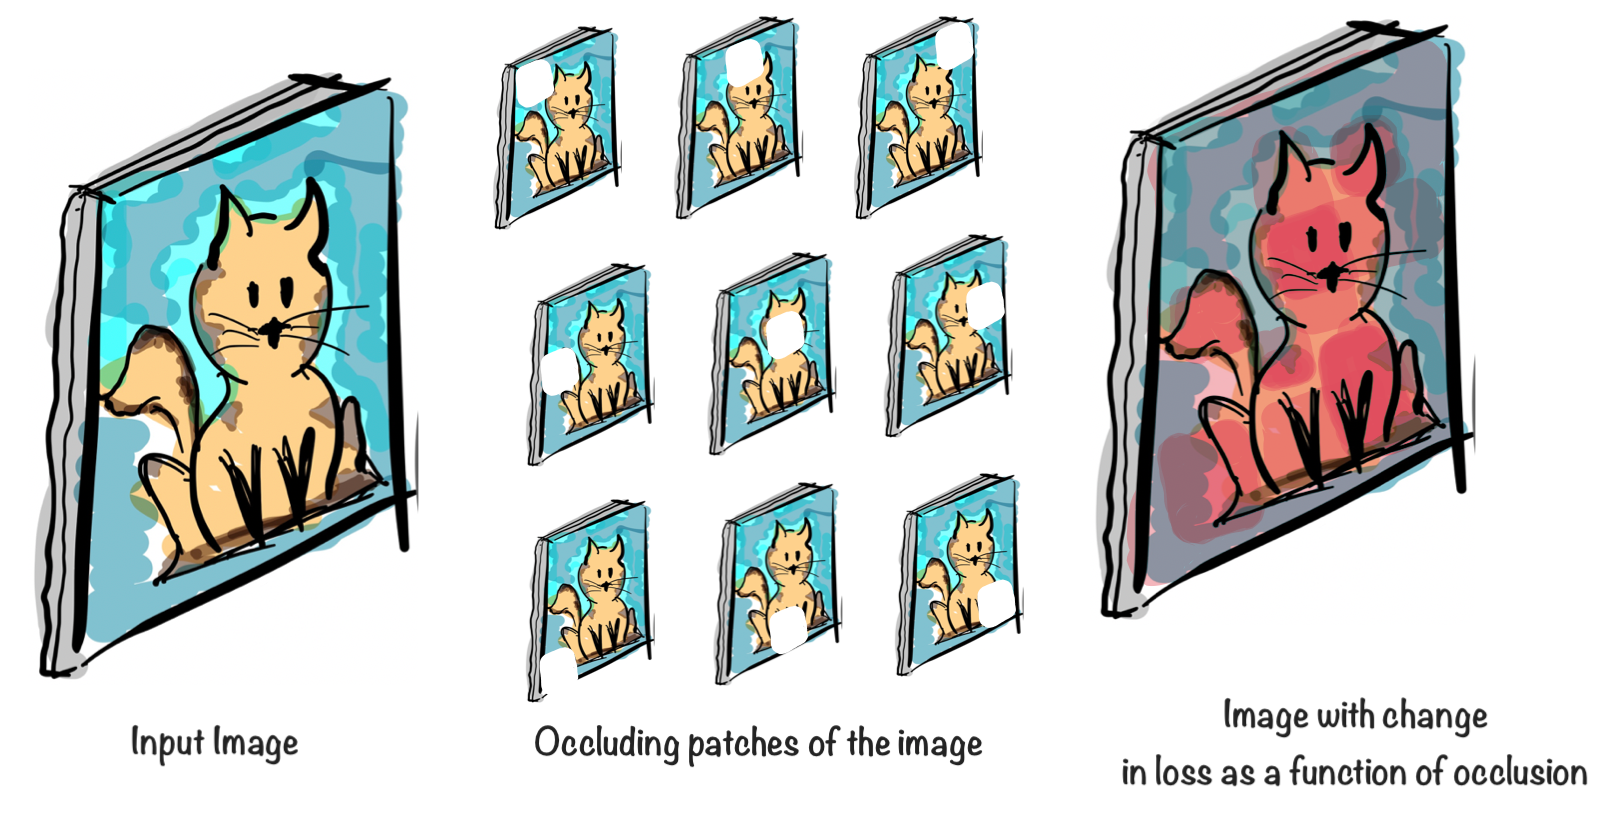 Input Image
Occluding patches of the image
Image with change
in loss as a function of occlusion